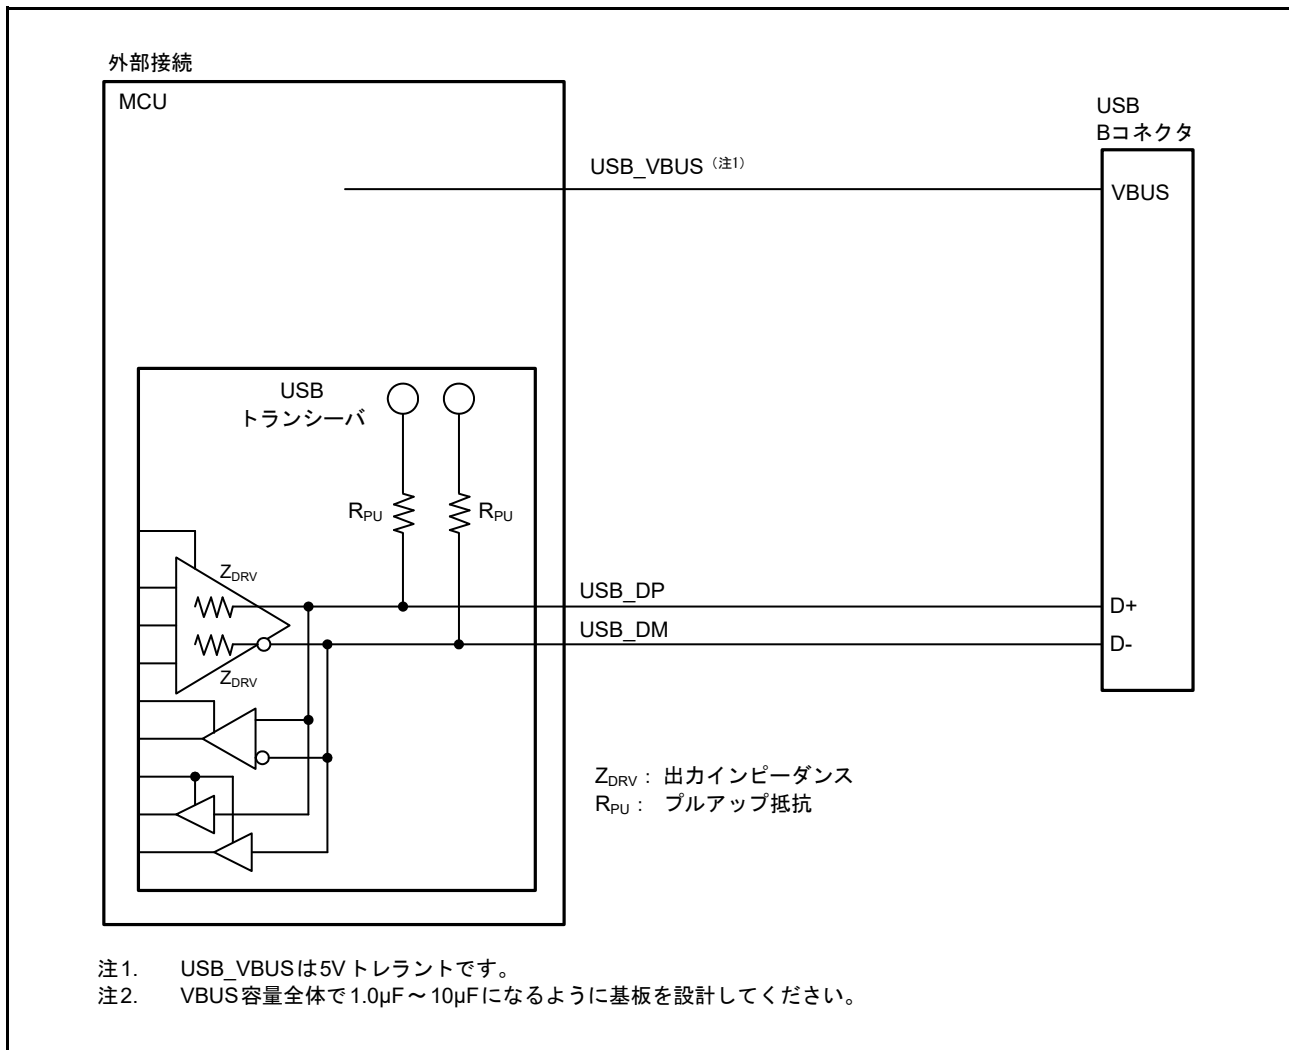 外部接続
MCU
USB
Bコネクタ
USB_VBUS（注1）
VBUS
USB
トランシーバ
RPU
RPU
ZDRV
USB_DP
D+
USB_DM
D-
ZDRV
ZDRV： 出力インピーダンス
RPU： プルアップ抵抗
注1. USB_VBUSは5Vトレラントです。
注2. VBUS容量全体で1.0µF～10µFになるように基板を設計してください。